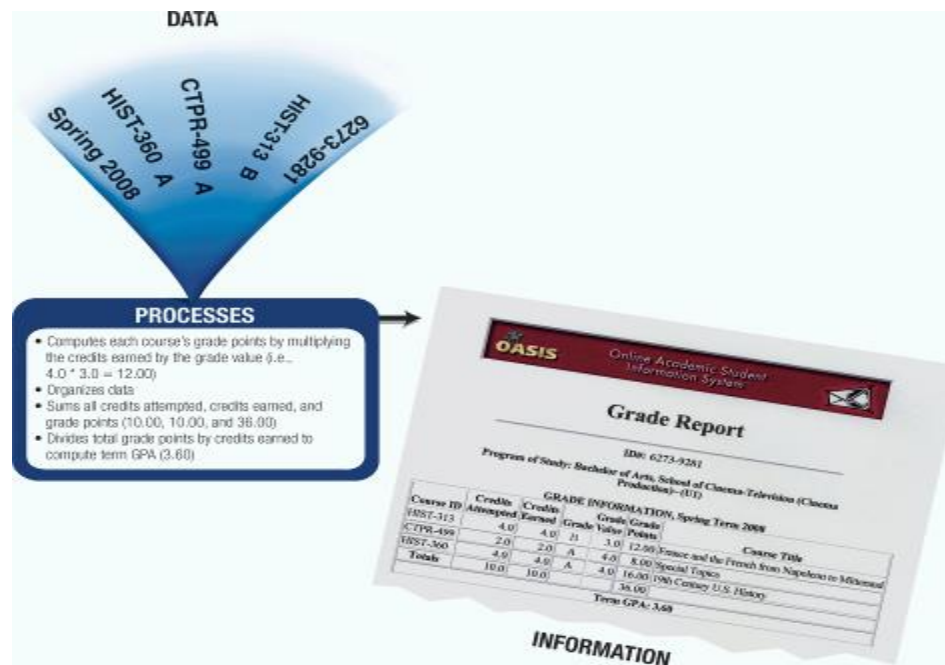 DATA
Spring 2008
HIST-360 A
CTPR-499 A
HIST-313 B
6273-9281
PROCESSES
• Computes each course's grade points by multiplying
the credits earned by the grade value (i.e.,
4.0 * 3.0 = 12.00)
• Organizes data
• Sums all credits attempted, credits earned, and
grade points (10.00, 10.00, and 36.00)
• Divides total grade points by credits earned to
compute term GPA (3.60)
OASIS
Online Academic Student
Information System
Grade Report
ID#: 6273-9281
Program of Study: Bachelor of Arts, School of Cinema-Television (Cinema
Production)--(U1)
GRADE INFORMATION, Spring Term 2008
Course ID Credits Attempted Credits Earned Grade Grade Value Grade Points Course Title
HIST-313 4.0 4.0 B 3.0 12.00 France and the French from Napoleon to Mitterand
CTPR-499 2.0 2.0 A 4.0 8.00 Special Topics
HIST-360 4.0 4.0 A 4.0 16.00 19th Century U.S. History
Totals 10.0 10.0 36.00
Term GPA: 3.60
INFORMATION